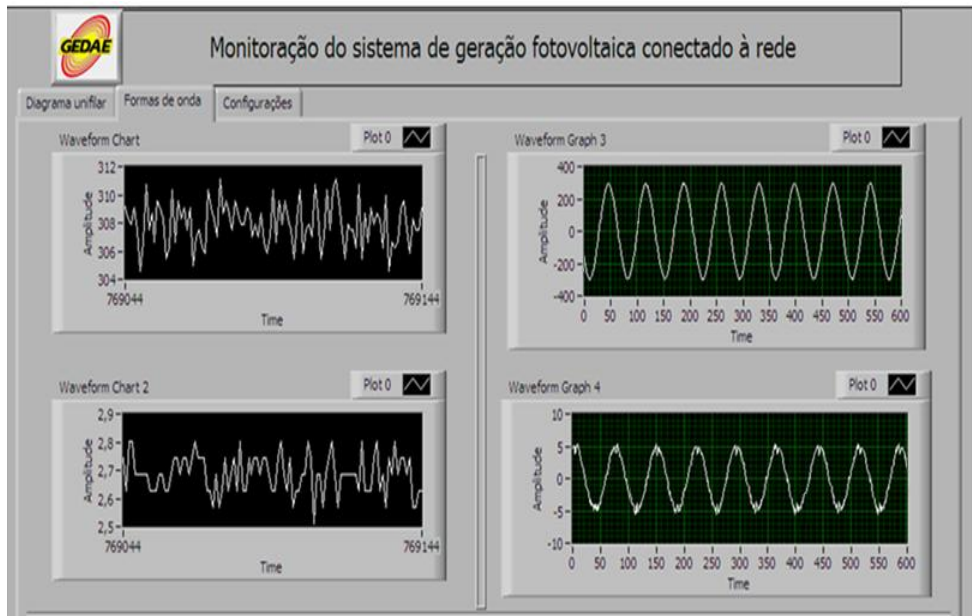 GEDAE
Monitoração do sistema de geração fotovoltaica conectado à rede
Diagrama unifilar Formas de onda Configurações
Waveform Chart
Plot 0
312
310
308
306
304
Amplitude
769044 769144
Time
Waveform Graph 3
Plot 0
400
200
0
-200
-400
Amplitude
0 50 100 150 200 250 300 350 400 450 500 550 600
Time
Waveform Chart 2
Plot 0
2,9
2,8
2,7
2,6
2,5
Amplitude
769044 769144
Time
Waveform Graph 4
Plot 0
10
5
0
-5
-10
Amplitude
0 50 100 150 200 250 300 350 400 450 500 550 600
Time